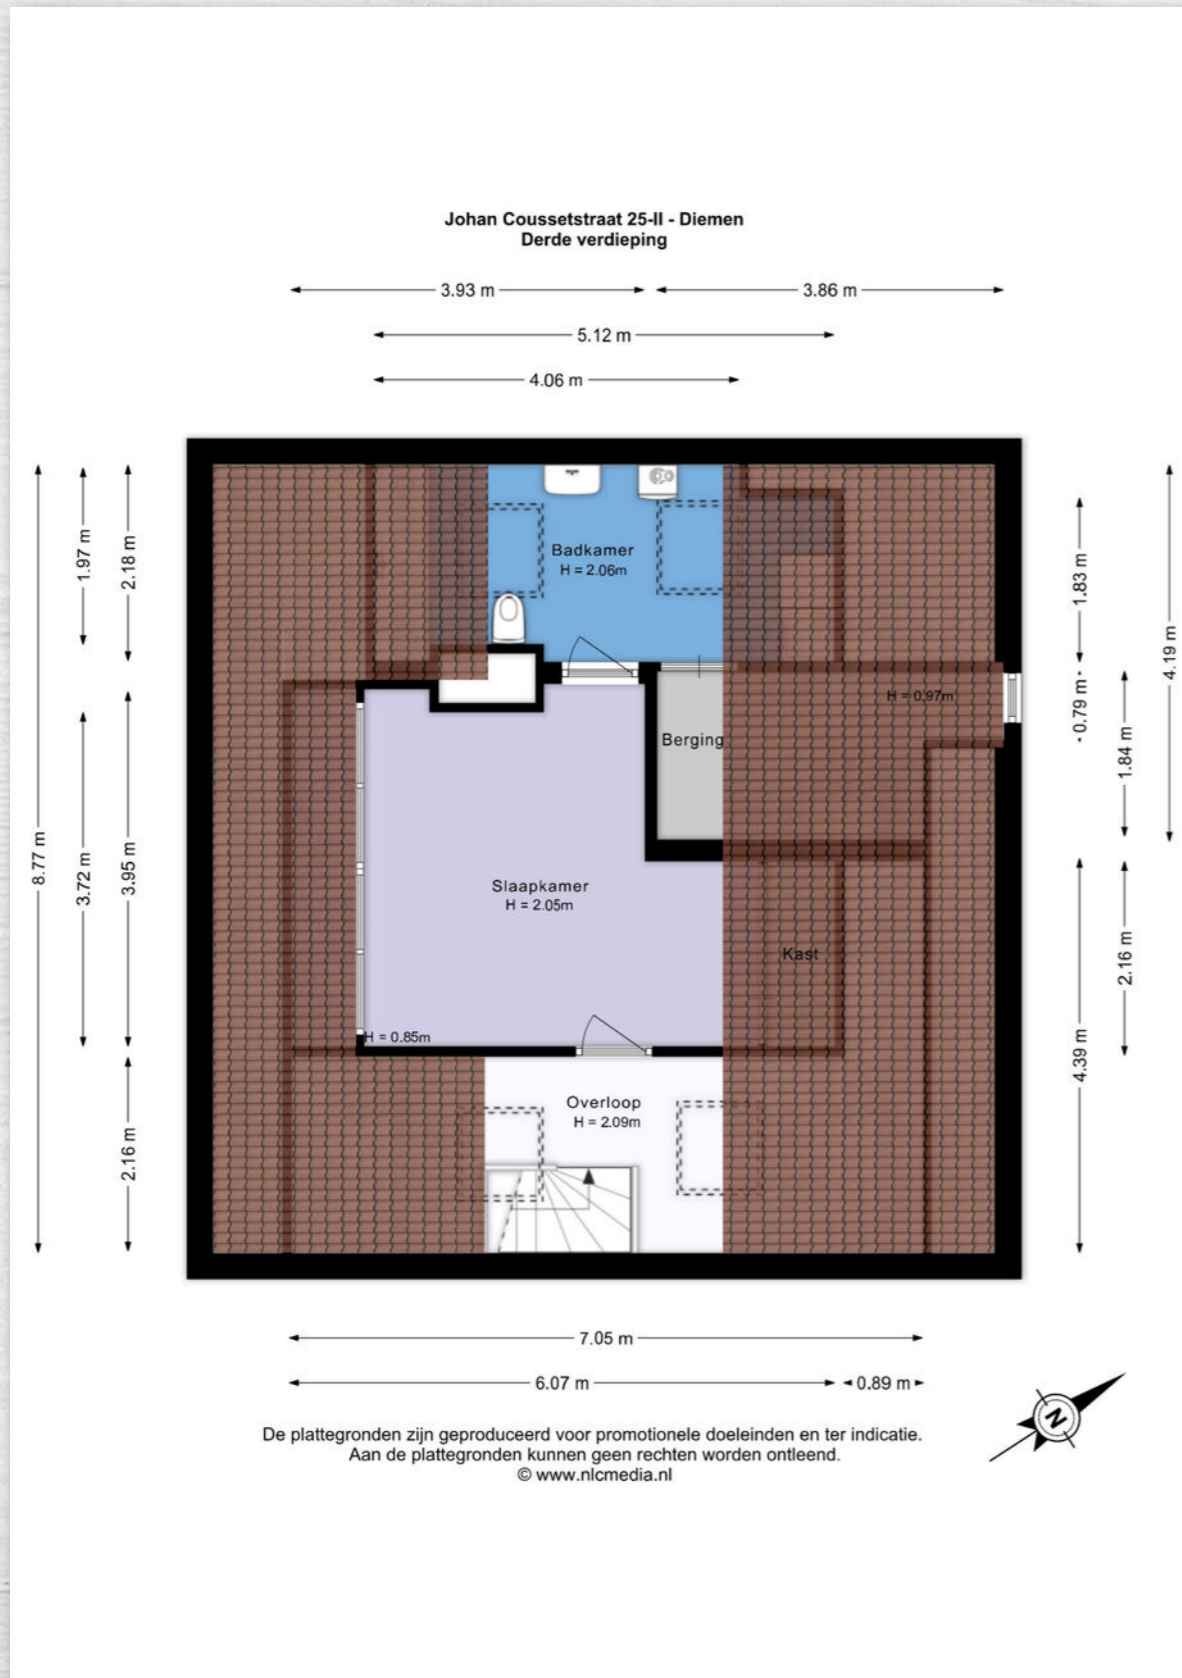 Johan Coussetstraat 25-II - Diemen
Derde verdieping
3.93 m
3.86 m
5.12 m
4.06 m
8.77 m
1.97 m
3.72 m
2.18 m
3.95 m
2.16 m
Badkamer
H = 2.06m
H = 0.97m
Berging
Slaapkamer
H = 2.05m
Kast
H = 0.85m
Overloop
H = 2.09m
1.83 m
0.79 m
4.39 m
1.84 m
2.16 m
4.19 m
7.05 m
6.07 m
0.89 m
N
De plattegronden zijn geproduceerd voor promotionele doeleinden en ter indicatie.
Aan de plattegronden kunnen geen rechten worden ontleend.
© www.nlcmedia.nl